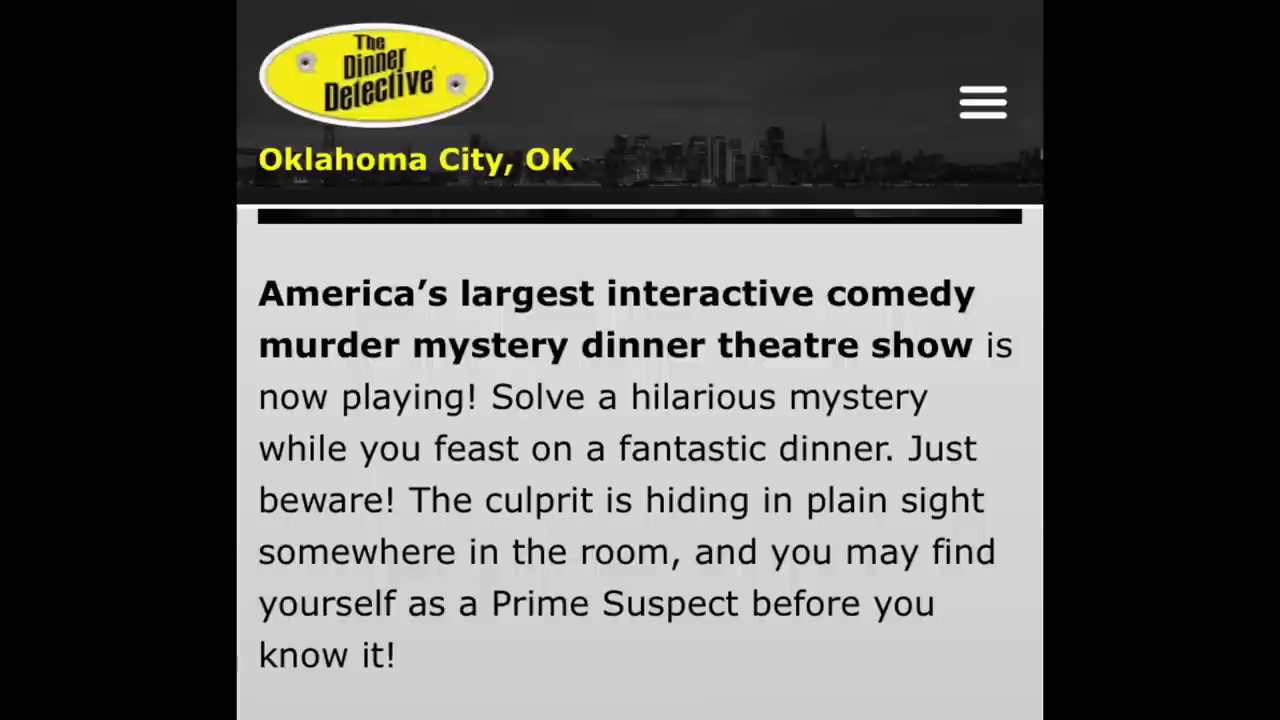 The
Dinner
Detective
Oklahoma City, OK
America’s largest interactive comedy
murder mystery dinner theatre show is
now playing! Solve a hilarious mystery
while you feast on a fantastic dinner. Just
beware! The culprit is hiding in plain sight
somewhere in the room, and you may find
yourself as a Prime Suspect before you
know it!